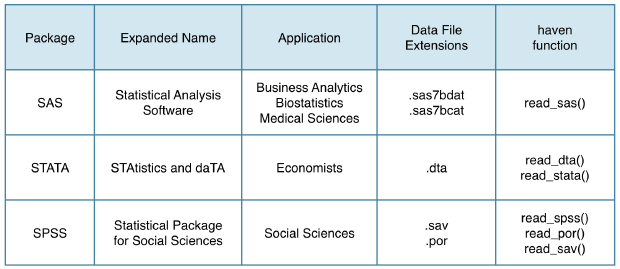 Package
Expanded Name
Application
Data File
Extensions
haven
function
SAS
Statistical Analysis
Software
Business Analytics
Biostatistics
Medical Sciences
.sas7bdat
.sas7bcat
read_sas()
STATA
STAtistics and daTA
Economists
.dta
read_dta()
read_stata()
SPSS
Statistical Package
for Social Sciences
Social Sciences
.sav
.por
read_spss()
read_por()
read_sav()